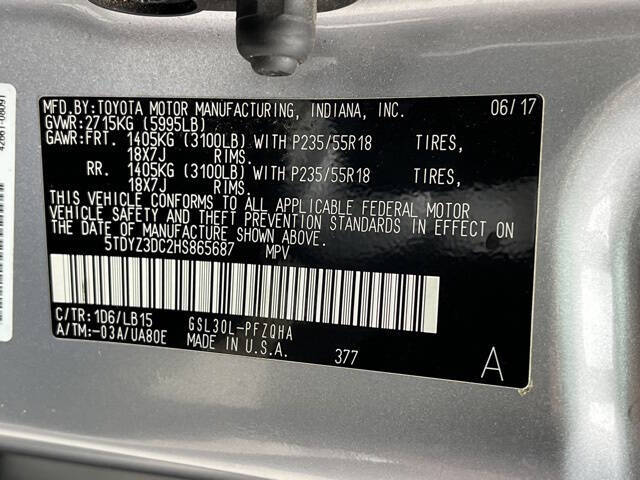 MFD.BY:TOYOTA MOTOR MANUFACTURING, INDIANA, INC. 06/17
GVWR:2715KG (5995LB)
GAWR:FRT. 1405KG (3100LB) WITH P235/55R18 TIRES,
18X7J RIMS.
RR. 1405KG (3100LB) WITH P235/55R18 TIRES,
18X7J RIMS.
THIS VEHICLE CONFORMS TO ALL APPLICABLE FEDERAL MOTOR
VEHICLE SAFETY AND THEFT PREVENTION STANDARDS IN EFFECT ON
THE DATE OF MANUFACTURE SHOWN ABOVE.
5TDYZ3DC2HS865687 MPV
C/TR:1D6/LB15 GSL30L-PFZQHA
A/TM:-03A/UA80E MADE IN U.S.A. 377
A